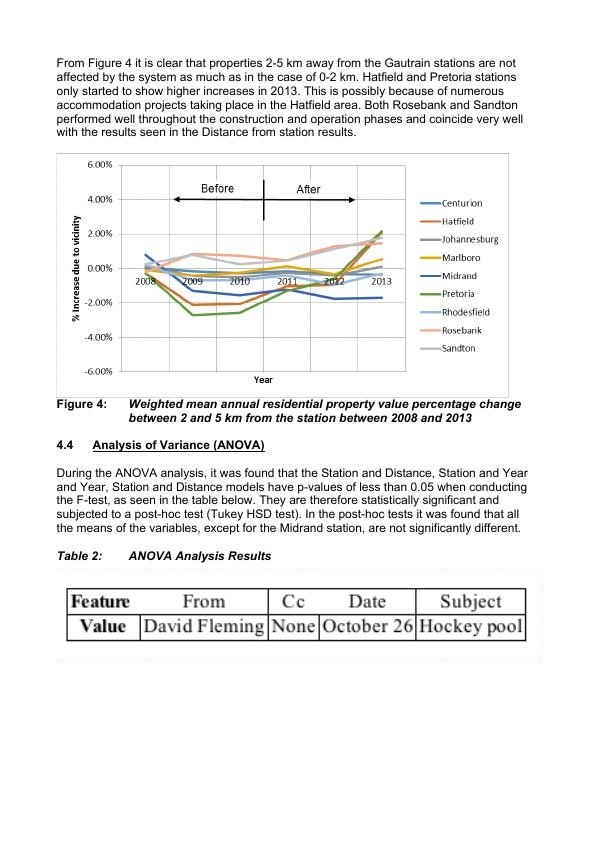 From Figure 4 it is clear that properties 2-5 km away from the Gautrain stations are not
affected by the system as much as in the case of 0-2 km. Hatfield and Pretoria stations
only started to show higher increases in 2013. This is possibly because of numerous
accommodation projects taking place in the Hatfield area. Both Rosebank and Sandton
performed well throughout the construction and operation phases and coincide very well
with the results seen in the Distance from station results.
6.00%
4.00%
2.00%
0.00%
-2.00%
-4.00%
-6.00%
% Increase due to vicinity
Before After
2008 2009 2010 2011 2012 2013
Year
Centurion
Hatfield
Johannesburg
Marlboro
Midrand
Pretoria
Rhodesfield
Rosebank
Sandton
Figure 4: Weighted mean annual residential property value percentage change
between 2 and 5 km from the station between 2008 and 2013
4.4 Analysis of Variance (ANOVA)
During the ANOVA analysis, it was found that the Station and Distance, Station and Year
and Year, Station and Distance models have p-values of less than 0.05 when conducting
the F-test, as seen in the table below. They are therefore statistically significant and
subjected to a post-hoc test (Tukey HSD test). In the post-hoc tests it was found that all
the means of the variables, except for the Midrand station, are not significantly different.
Table 2: ANOVA Analysis Results
Feature From Cc Date Subject
Value David Fleming None October 26 Hockey pool